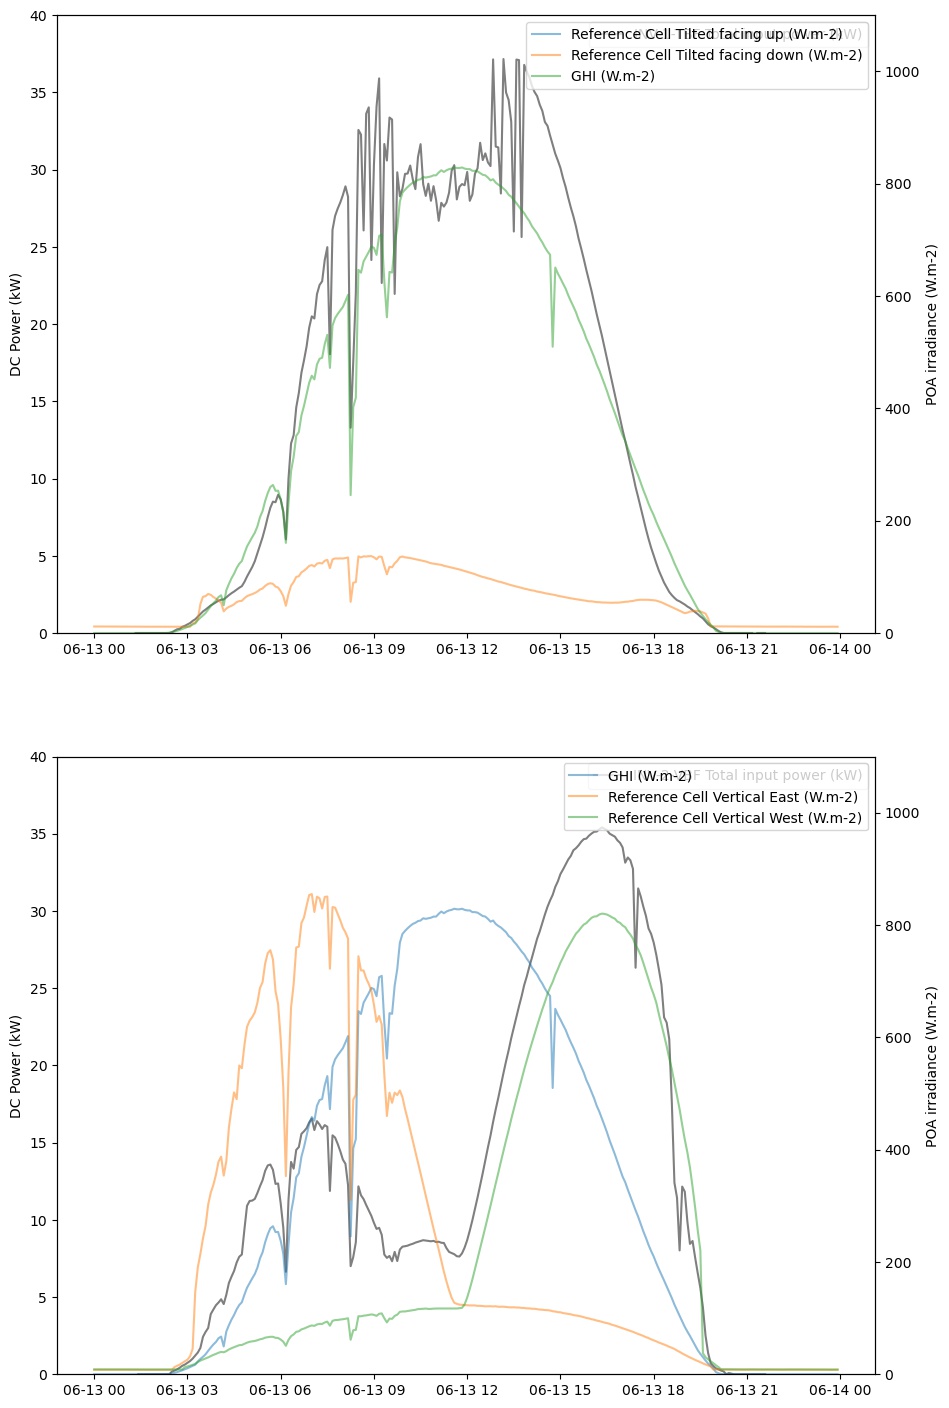 40
35
30
25
20
15
10
5
0
DC Power (kW)
Reference Cell Tilted facing up (W.m-2)
Reference Cell Tilted facing down (W.m-2)
GHI (W.m-2)
1000
800
600
400
200
0
POA irradiance (W.m-2)
06-13 00 06-13 03 06-13 06 06-13 09 06-13 12 06-13 15 06-13 18 06-13 21 06-14 00
40
35
30
25
20
15
10
5
0
DC Power (kW)
GHI (W.m-2) Total input power (kW)
Reference Cell Vertical East (W.m-2)
Reference Cell Vertical West (W.m-2)
1000
800
600
400
200
0
POA irradiance (W.m-2)
06-13 00 06-13 03 06-13 06 06-13 09 06-13 12 06-13 15 06-13 18 06-13 21 06-14 00